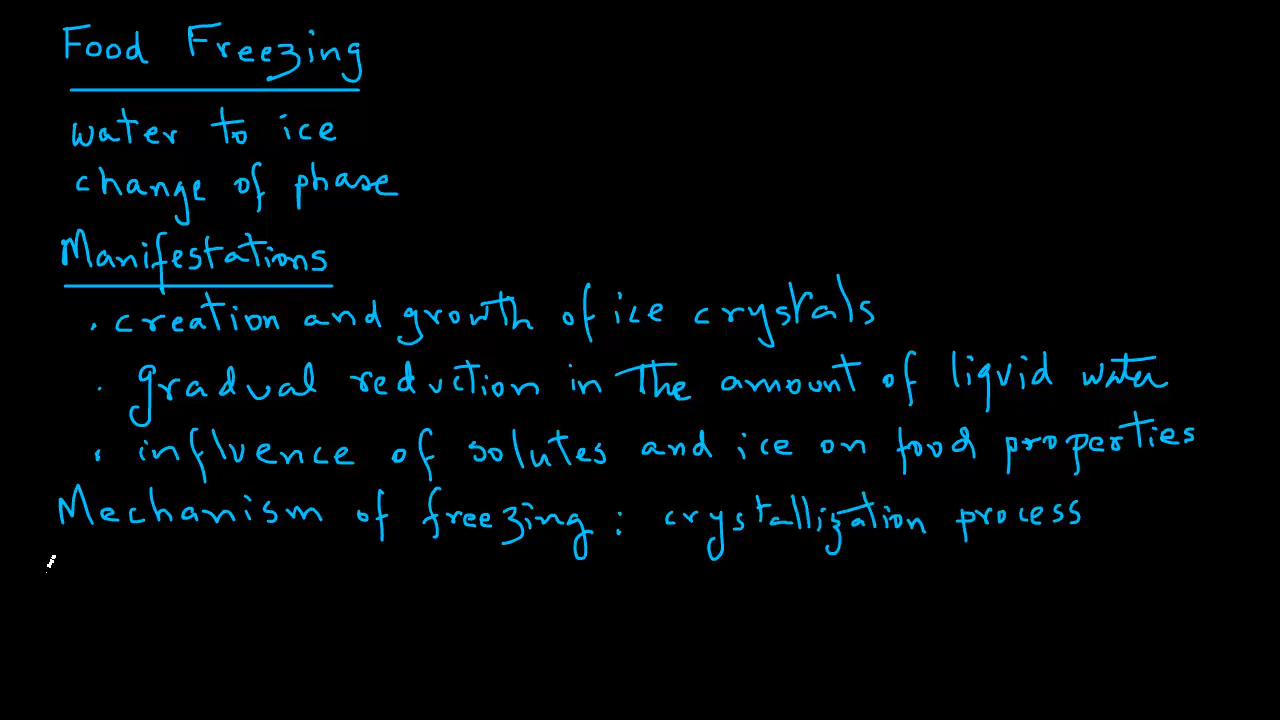 Food Freezing
water to ice
change of phase
Manifestations
. creation and growth of ice crystals
. gradual reduction in the amount of liquid water
. influence of solutes and ice on food properties
Mechanism of freezing : crystallization process